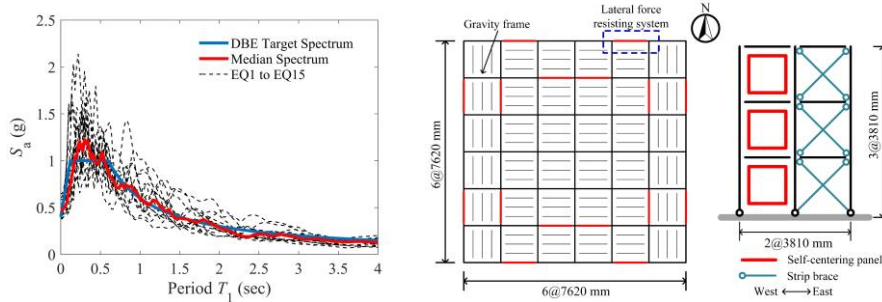 2.5
2
1.5
1
0.5
0
S_a (g)
DBE Target Spectrum
Median Spectrum
EQ1 to EQ15
0 0.5 1 1.5 2 2.5 3 3.5 4
Period T_1 (sec)
Gravity frame
Lateral force
resisting system
N
6@7620 mm
6@7620 mm
3@3810 mm
2@3810 mm
Self-centering panel
Strip brace
West East